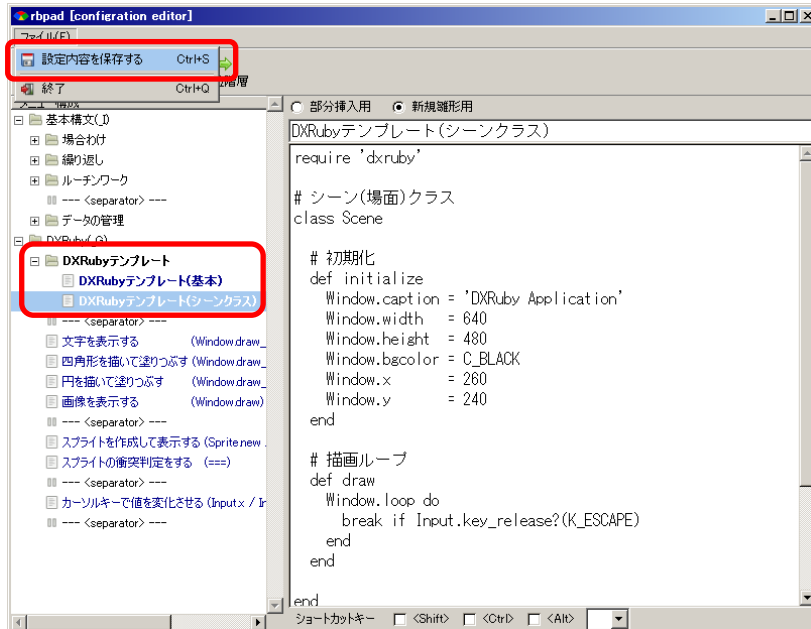 rbpad [configration editor]
ファイル(F)
設定内容を保存する Ctrl+S
終了 Ctrl+Q
階層
メニュー構成
部分挿入用 新規雛形用
基本構文(I)
場合わけ
繰り返し
ルーチンワーク
--- <separator> ---
データの管理
DXRuby(G)
DXRubyテンプレート
DXRubyテンプレート(基本)
DXRubyテンプレート(シーンクラス)
--- <separator> ---
文字を表示する (Window.draw_
四角形を描いて塗りつぶす (Window.draw_
円を描いて塗りつぶす (Window.draw_
画像を表示する (Window.draw)
--- <separator> ---
スプライトを作成して表示する (Sprite.new .
スプライトの衝突判定をする (===)
--- <separator> ---
カーソルキーで値を変化させる (Input.x / In
--- <separator> ---
DXRubyテンプレート(シーンクラス)
require 'dxruby'
# シーン(場面)クラス
class Scene
# 初期化
def initialize
Window.caption = 'DXRuby Application'
Window.width = 640
Window.height = 480
Window.bgcolor = C_BLACK
Window.x = 260
Window.y = 240
end
# 描画ループ
def draw
Window.loop do
break if Input.key_release?(K_ESCAPE)
end
end
end
ショートカットキー <Shift> <Ctrl> <Alt>